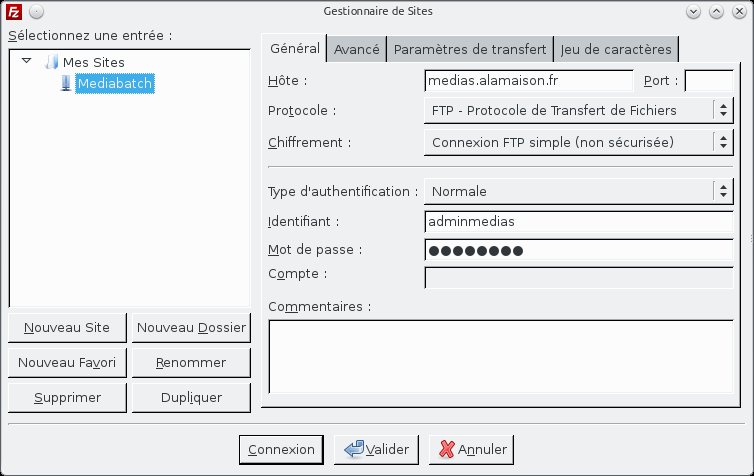 Gestionnaire de Sites
Sélectionnez une entrée :
Mes Sites
Mediabatch
Nouveau Site
Nouveau Dossier
Nouveau Favori
Renommer
Supprimer
Dupliquer
Général
Avancé
Paramètres de transfert
Jeu de caractères
Hôte :
medias.alamaison.fr
Port :
Protocole :
FTP - Protocole de Transfert de Fichiers
Chiffrement :
Connexion FTP simple (non sécurisée)
Type d'authentification :
Normale
Identifiant :
adminmedias
Mot de passe :
●●●●●●●●
Compte :
Commentaires :
Connexion
Valider
Annuler